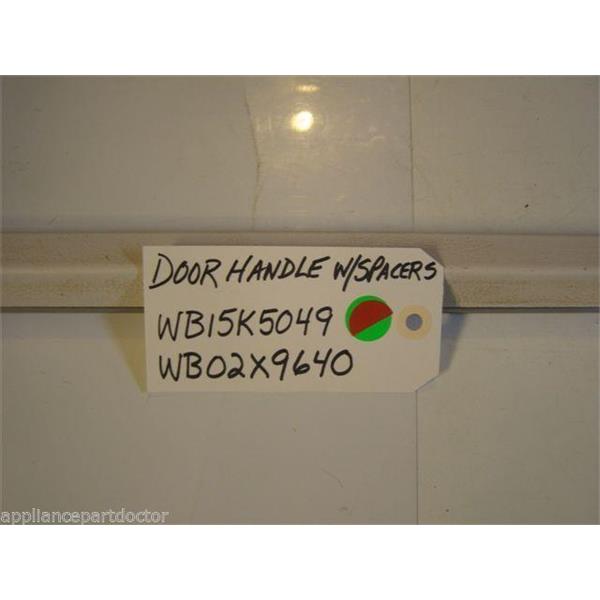 DOOR HANDLE W/SPACERS
WB15K5049
WB02X9640
appliancepartdoctor